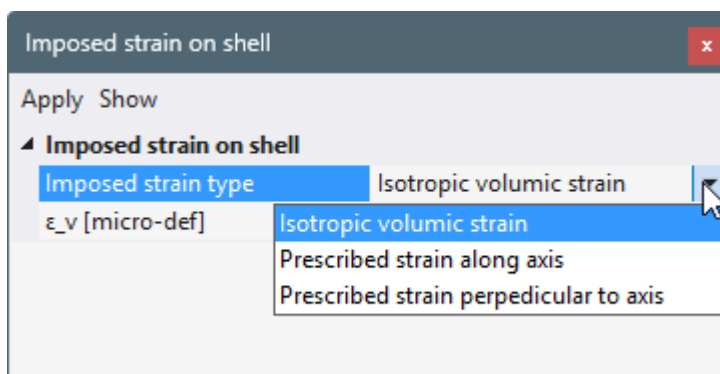 Imposed strain on shell
x
Apply Show
Imposed strain on shell
Imposed strain type Isotropic volumic strain
ε_v [micro-def]
Isotropic volumic strain
Prescribed strain along axis
Prescribed strain perpedicular to axis